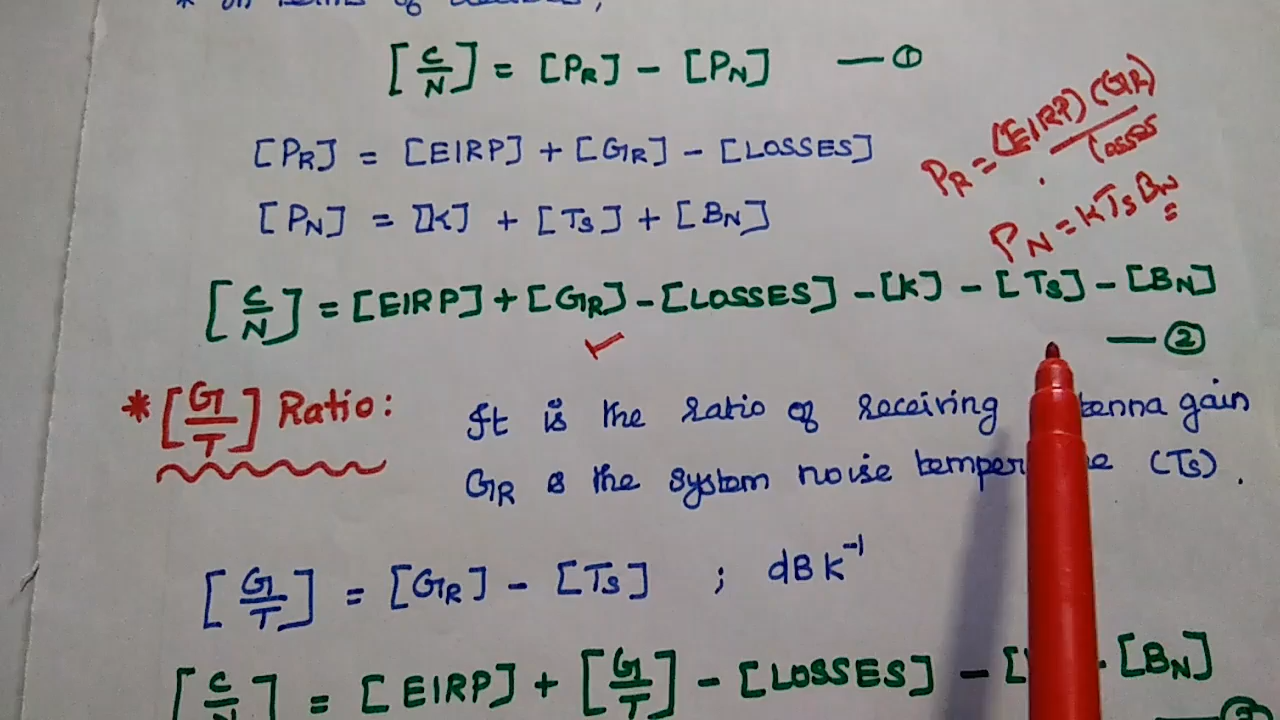 [C/N] = [PR] - [PN] — ①
[PR] = [EIRP] + [GR] - [LOSSES]
PR = (EIRP) (GR) / losses
[PN] = [K] + [TS] + [BN]
PN = KTSBN
[C/N] = [EIRP] + [GR] - [LOSSES] - [K] - [TS] - [BN]
— ②
* [G/T] Ratio: It is the ratio of receiving gain
GR is the system noise (TS).
[G/T] = [GR] - [TS] ; dBK⁻¹
[C/N] = [EIRP] + [G/T] - [LOSSES] - [ - [BN]